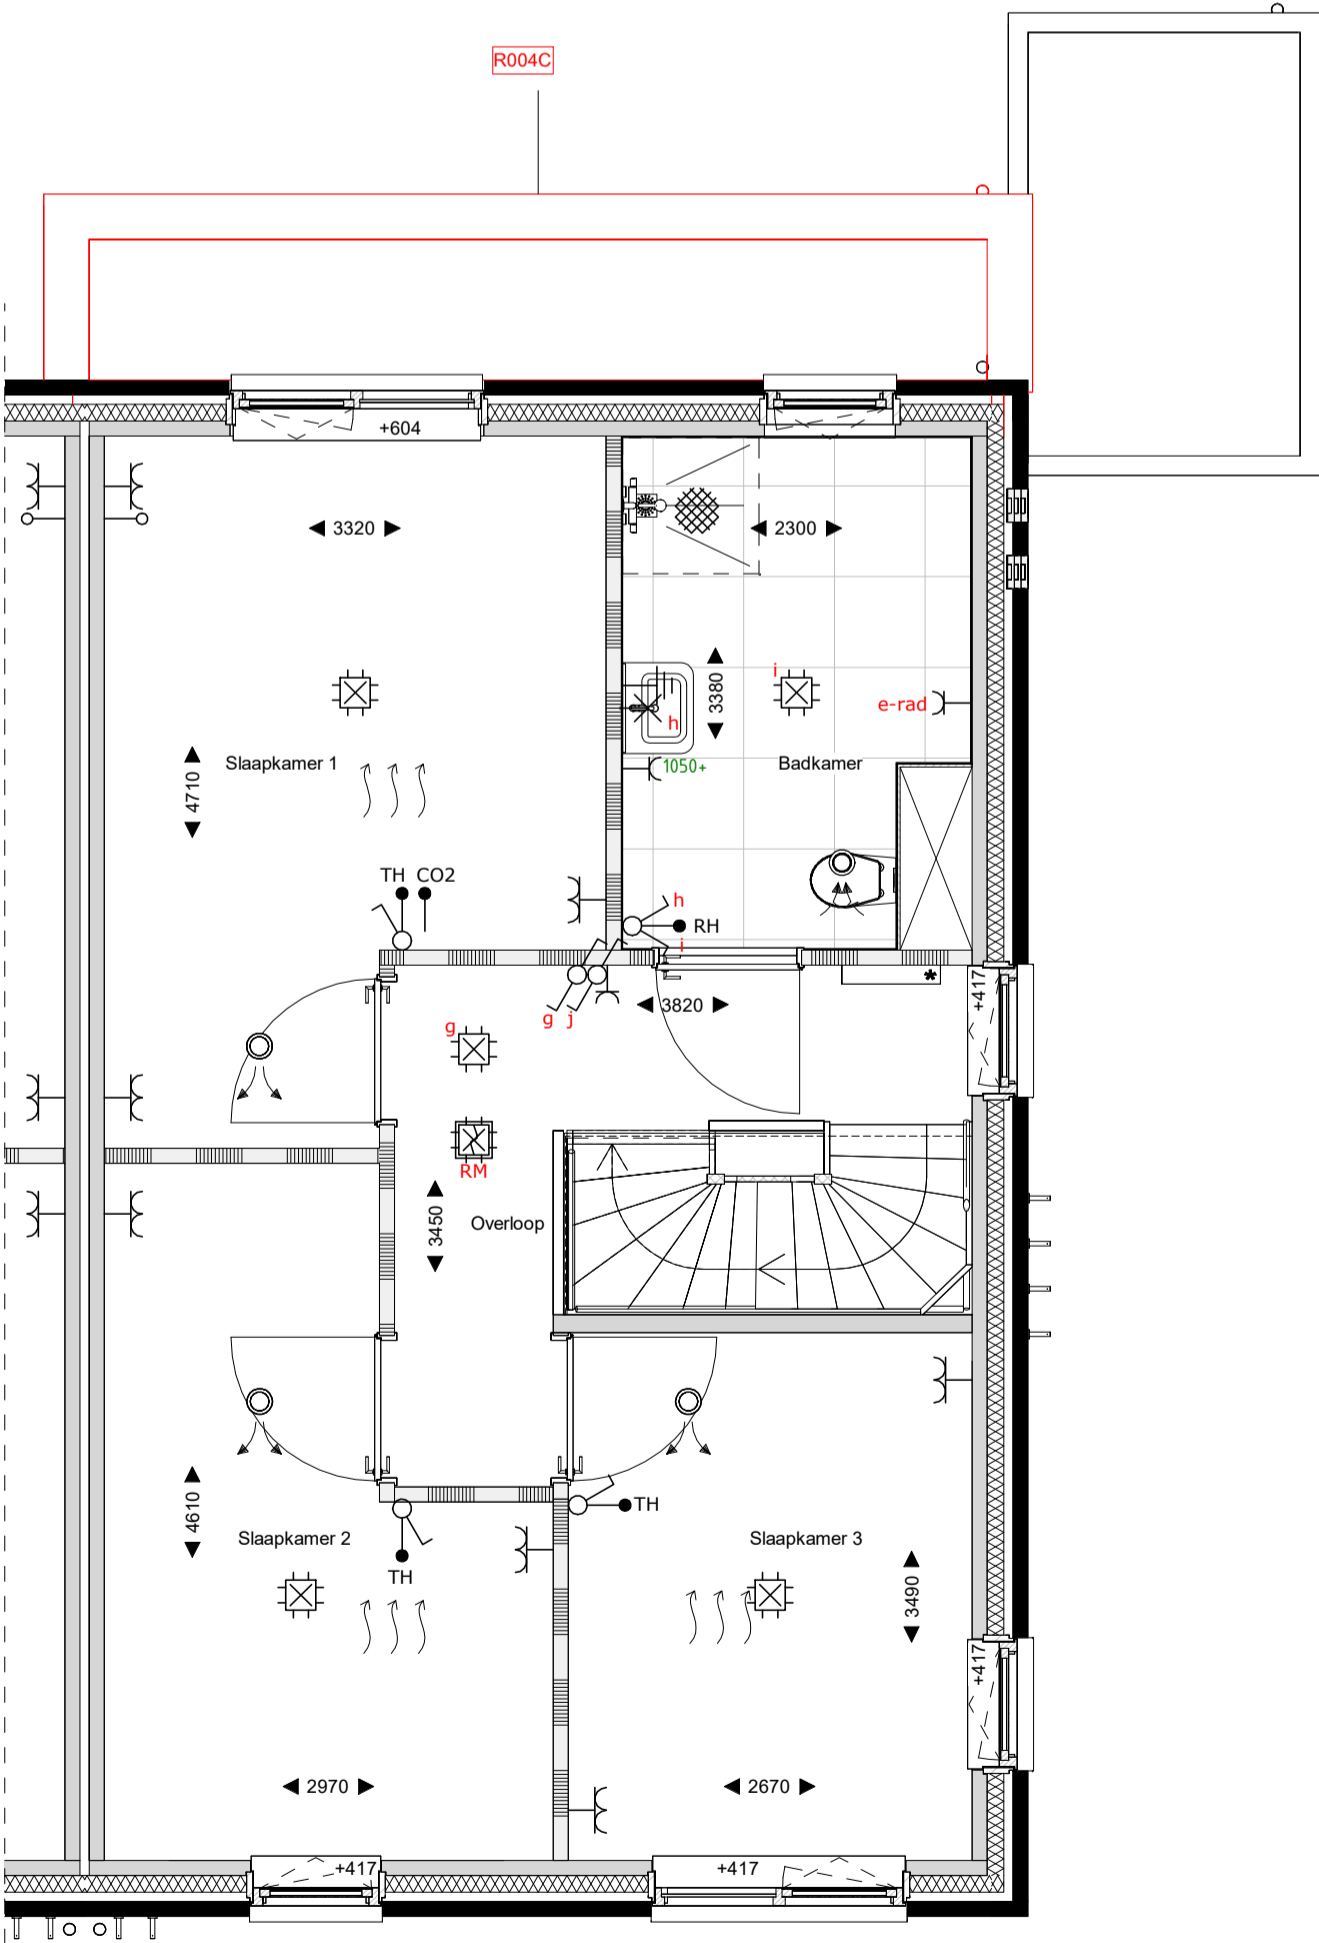 R004C
+604
3320
2300
3380
i
e-rad
h
1050+
Slaapkamer 1
Badkamer
4710
TH CO2
h
RH
i
*
+417
g j
3820
g
RM
3450
Overloop
4610
TH
Slaapkamer 2
Slaapkamer 3
TH
3490
+417
2970
2670
+417
+417